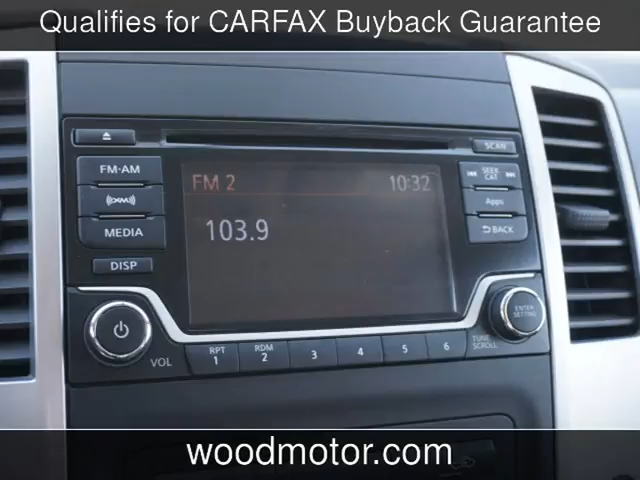 Qualifies for CARFAX Buyback Guarantee
SCAN
FM·AM
SEEK
CAT
FM 2
10:32
(XM)
Apps
103.9
MEDIA
BACK
DISP
ENTER
SETTING
VOL
RPT
1
RDM
2
3
4
5
6
TUNE
SCROLL
woodmotor.com